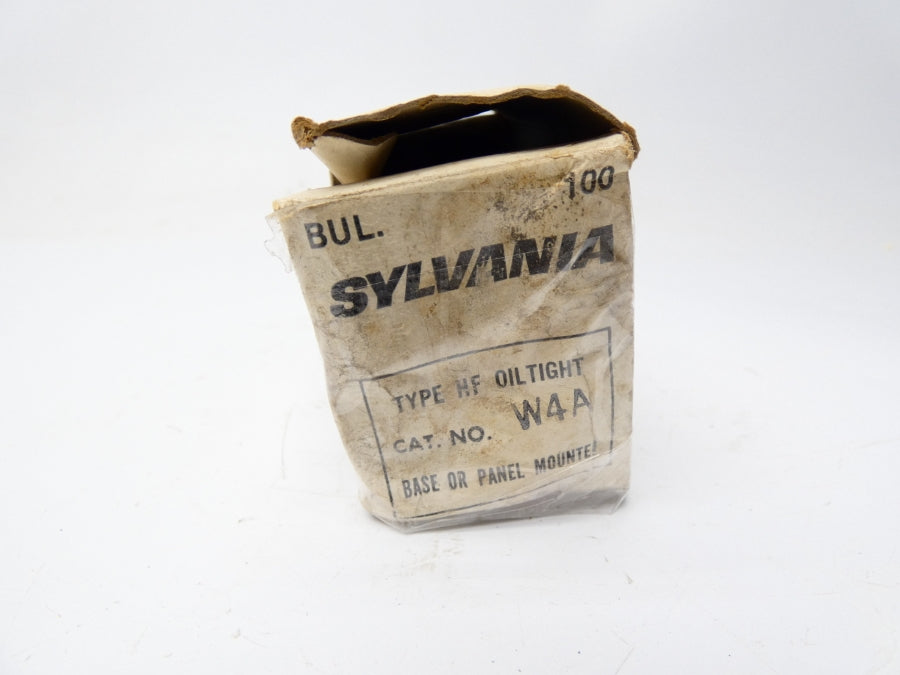 BUL. 100
SYLVANIA
TYPE HF OILTIGHT
CAT. NO. W4A
BASE OR PANEL MOUNTE